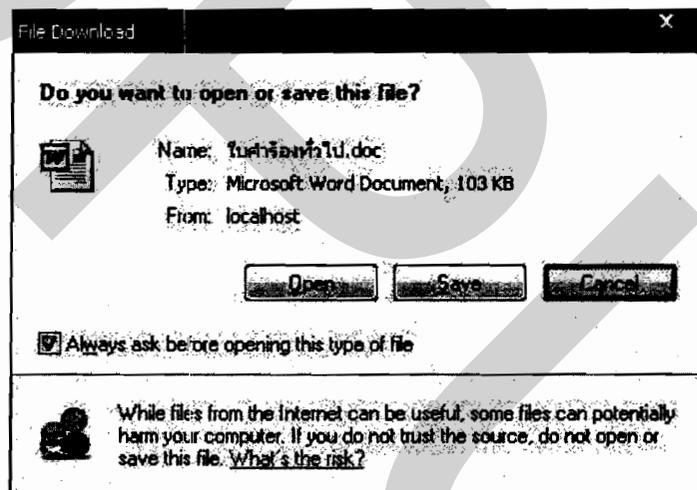 File Download
Do you want to open or save this file?
Name: ใบคำร้องทั่วไป.doc
Type: Microsoft Word Document, 103 KB
From: localhost
Open Save Cancel
Always ask before opening this type of file
While files from the Internet can be useful, some files can potentially
harm your computer. If you do not trust the source, do not open or
save this file. What's the risk?